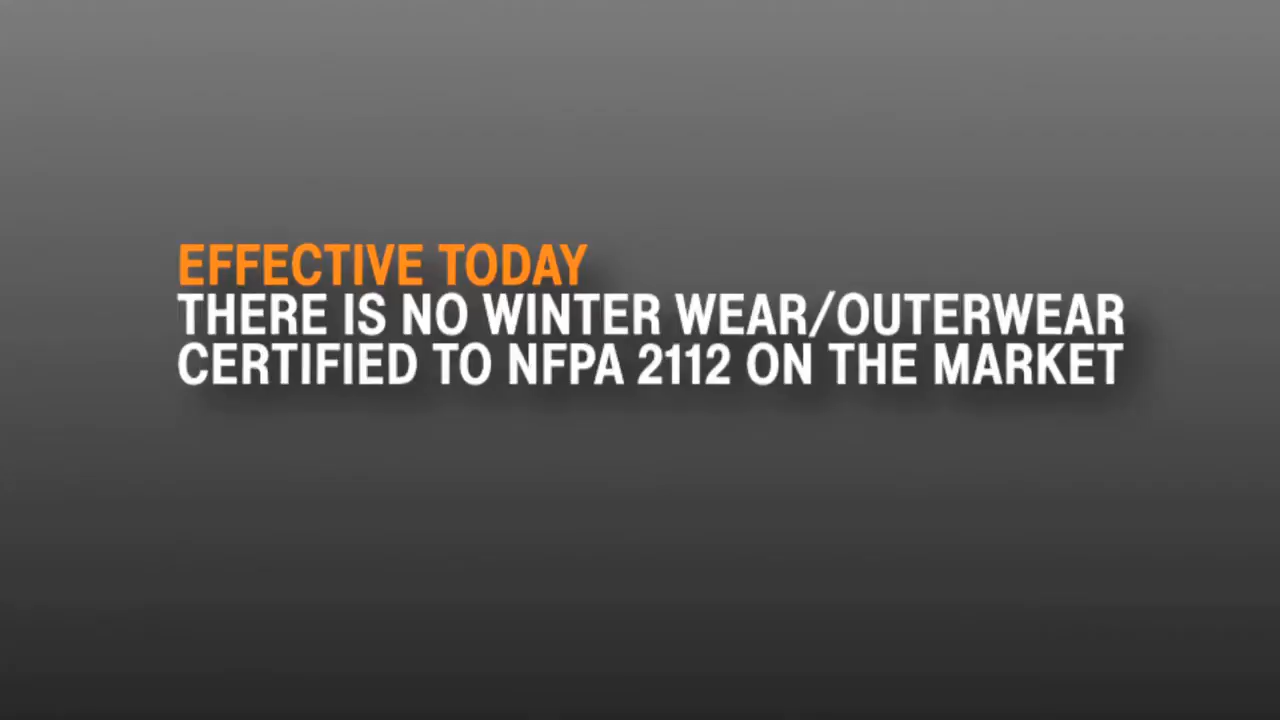 EFFECTIVE TODAY
THERE IS NO WINTER WEAR/OUTERWEAR
CERTIFIED TO NFPA 2112 ON THE MARKET